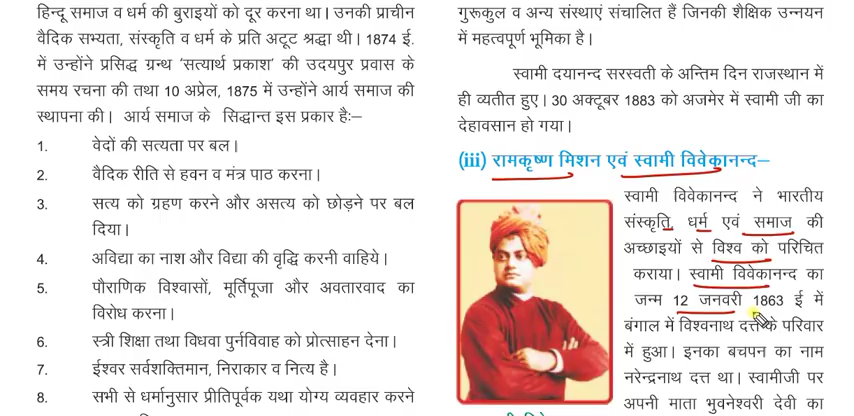 हिन्दू समाज व धर्म की बुराइयों को दूर करना था। उनकी प्राचीन
वैदिक सभ्यता, संस्कृति व धर्म के प्रति अटूट श्रद्धा थी। 1874 ई.
में उन्होंने प्रसिद्ध ग्रन्थ 'सत्यार्थ प्रकाश' की उदयपुर प्रवास के
समय रचना की तथा 10 अप्रेल, 1875 में उन्होंने आर्य समाज की
स्थापना की। आर्य समाज के सिद्धान्त इस प्रकार है:–
1. वेदों की सत्यता पर बल।
2. वैदिक रीति से हवन व मंत्र पाठ करना।
3. सत्य को ग्रहण करने और असत्य को छोड़ने पर बल
दिया।
4. अविद्या का नाश और विद्या की वृद्धि करनी वाहिये।
5. पौराणिक विश्वासों, मूर्तिपूजा और अवतारवाद का
विरोध करना।
6. स्त्री शिक्षा तथा विधवा पुर्नविवाह को प्रोत्साहन देना।
7. ईश्वर सर्वशक्तिमान, निराकार व नित्य है।
8. सभी से धर्मानुसार प्रीतिपूर्वक यथा योग्य व्यवहार करने
गुरूकुल व अन्य संस्थाएं संचालित हैं जिनकी शैक्षिक उन्नयन
में महत्वपूर्ण भूमिका है।
स्वामी दयानन्द सरस्वती के अन्तिम दिन राजस्थान में
ही व्यतीत हुए। 30 अक्टूबर 1883 को अजमेर में स्वामी जी का
देहावसान हो गया।
(iii) रामकृष्ण मिशन एवं स्वामी विवेकानन्द–
स्वामी विवेकानन्द ने भारतीय
संस्कृति, धर्म एवं समाज की
अच्छाइयों से विश्व को परिचित
कराया। स्वामी विवेकानन्द का
जन्म 12 जनवरी 1863 ई में
बंगाल में विश्वनाथ दत्त के परिवार
में हुआ। इनका बचपन का नाम
नरेन्द्रनाथ दत्त था। स्वामीजी पर
अपनी माता भुवनेश्वरी देवी का